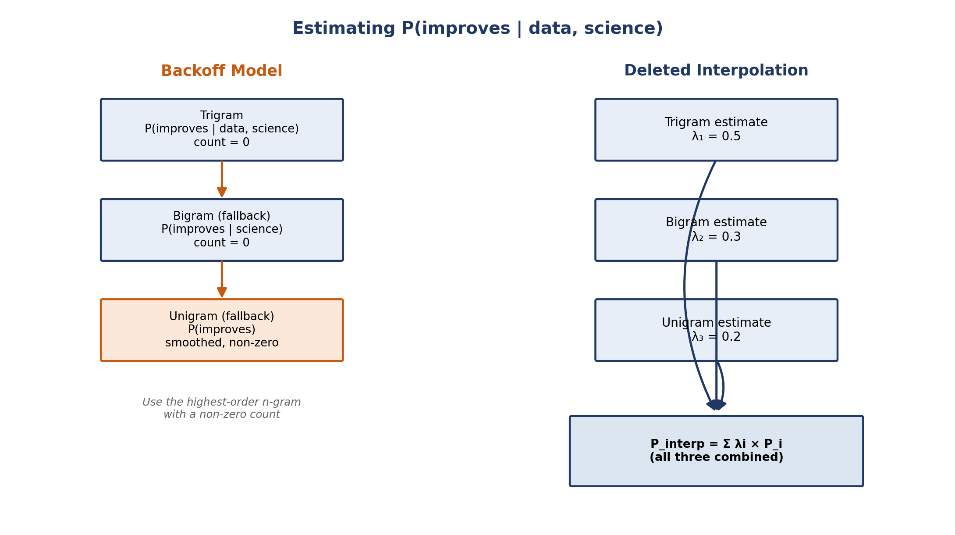 Estimating P(improves | data, science)
Backoff Model
Trigram
P(improves | data, science)
count = 0
Bigram (fallback)
P(improves | science)
count = 0
Unigram (fallback)
P(improves)
smoothed, non-zero
Use the highest-order n-gram
with a non-zero count
Deleted Interpolation
Trigram estimate
λ₁ = 0.5
Bigram estimate
λ₂ = 0.3
Unigram estimate
λ₃ = 0.2
P_interp = Σ λi × P_i
(all three combined)